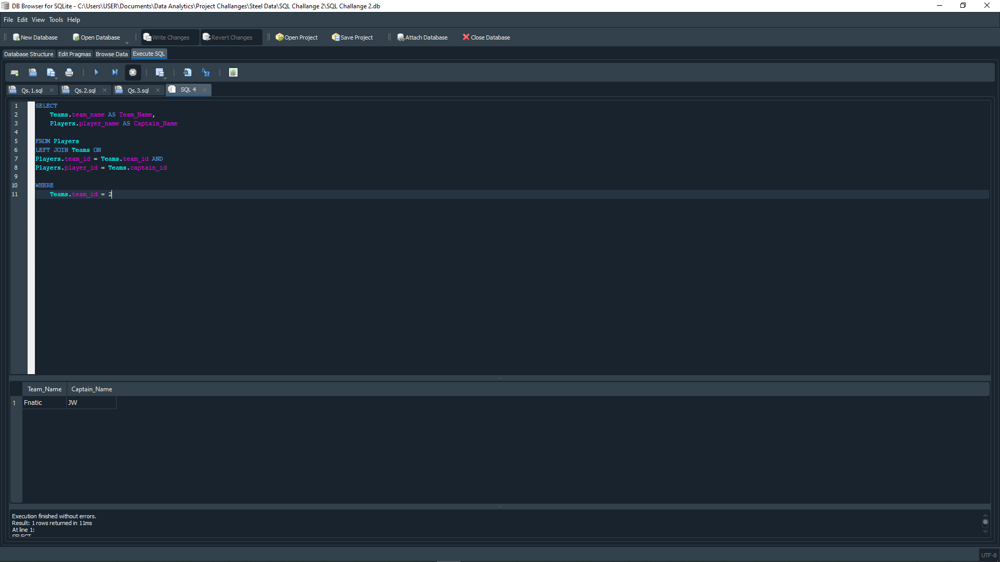 DB Browser for SQLite - C:\Users\USER\Documents\Data Analytics\Project Challanges\Steel Data\SQL Challange 2\SQL Challange 2.db
File Edit View Tools Help
New Database Open Database Write Changes Revert Changes Open Project Save Project Attach Database Close Database
Database Structure Edit Pragmas Browse Data Execute SQL
Qs.1.sql Qs.2.sql Qs.3.sql SQL 4
1 SELECT
2 Teams.team_name AS Team_Name,
3 Players.player_name AS Captain_Name
4
5 FROM Players
6 LEFT JOIN Teams ON
7 Players.team_id = Teams.team_id AND
8 Players.player_id = Teams.captain_id
9
10 WHERE
11 Teams.team_id = 2
Team_Name Captain_Name
1 Fnatic JW
Execution finished without errors.
Result: 1 rows returned in 11ms
At line 1:
SELECT
UTF-8